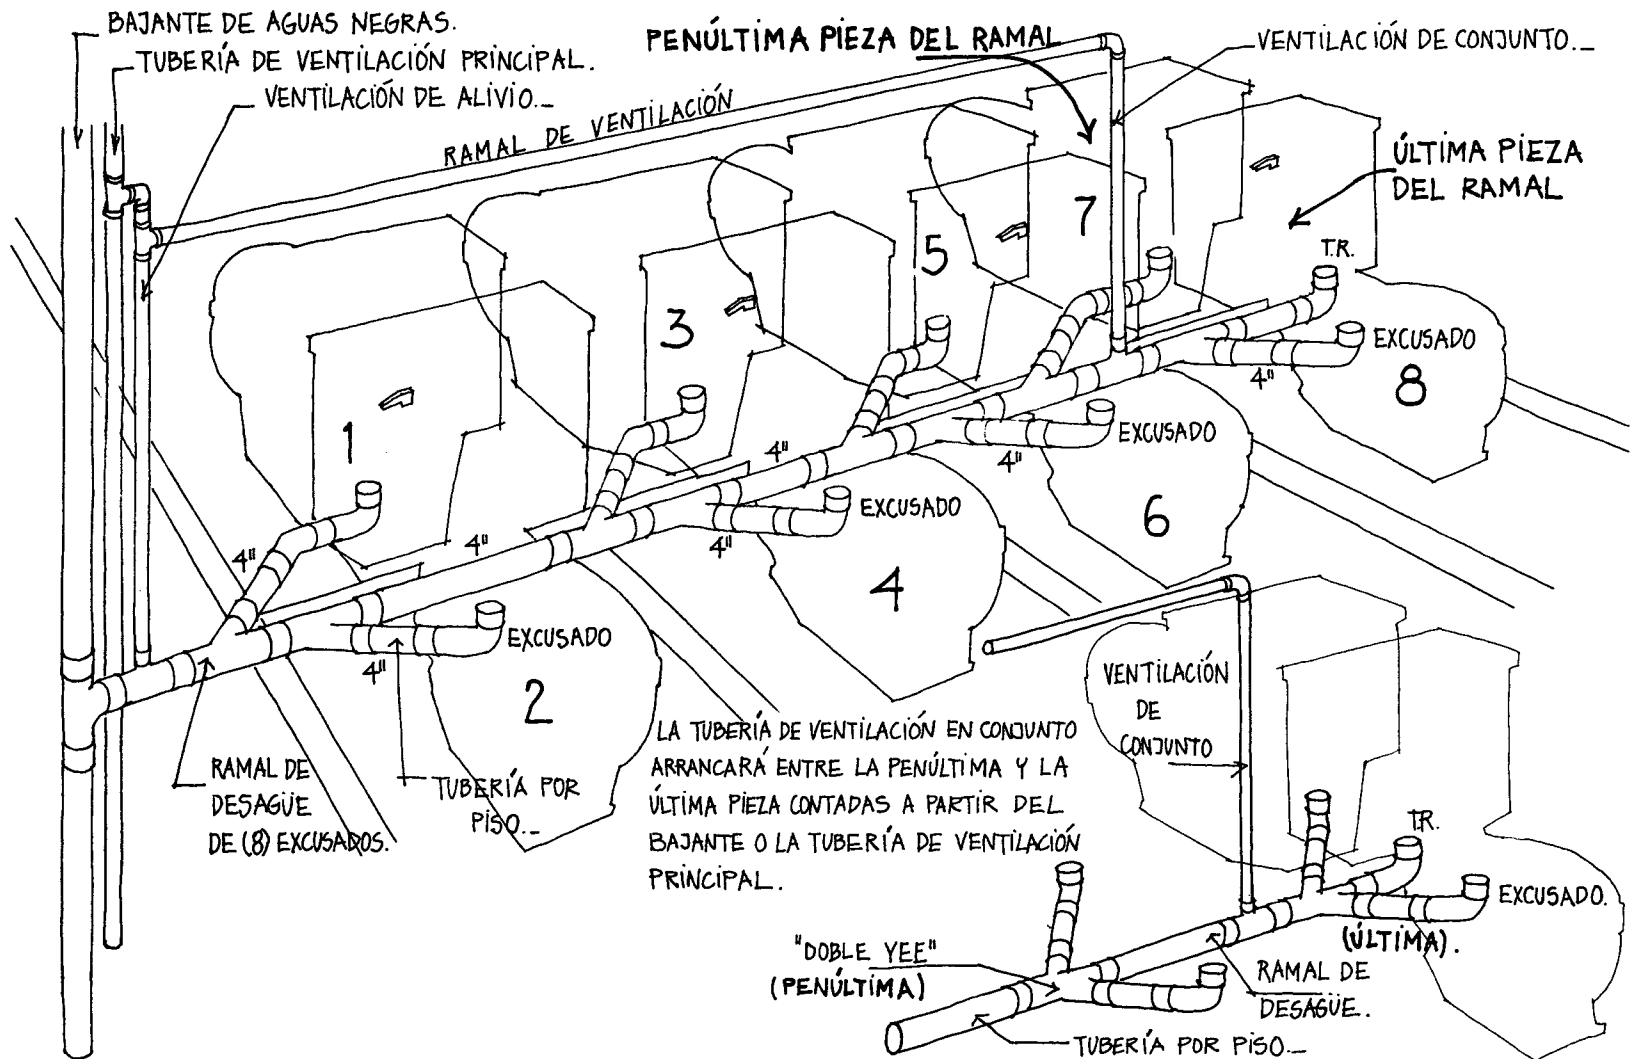 BAJANTE DE AGUAS NEGRAS.
TUBERÍA DE VENTILACIÓN PRINCIPAL.
VENTILACIÓN DE ALIVIO._
RAMAL DE VENTILACIÓN
PENÚLTIMA PIEZA DEL RAMAL
VENTILACIÓN DE CONJUNTO._
ÚLTIMA PIEZA
DEL RAMAL
T.R.
7
5
3
1
EXCUSADO
8
4"
EXCUSADO
4"
6
4"
EXCUSADO
4"
4
4"
4"
EXCUSADO
4"
2
RAMAL DE
DESAGÜE
DE (8) EXCUSADOS.
TUBERÍA POR
PISO._
LA TUBERÍA DE VENTILACIÓN EN CONJUNTO
ARRANCARÁ ENTRE LA PENÚLTIMA Y LA
ÚLTIMA PIEZA CONTADAS A PARTIR DEL
BAJANTE O LA TUBERÍA DE VENTILACIÓN
PRINCIPAL.
VENTILACIÓN
DE
CONJUNTO
T.R.
EXCUSADO.
(ÚLTIMA).
"DOBLE YEE"
(PENÚLTIMA)
RAMAL DE
DESAGÜE.
TUBERÍA POR PISO._